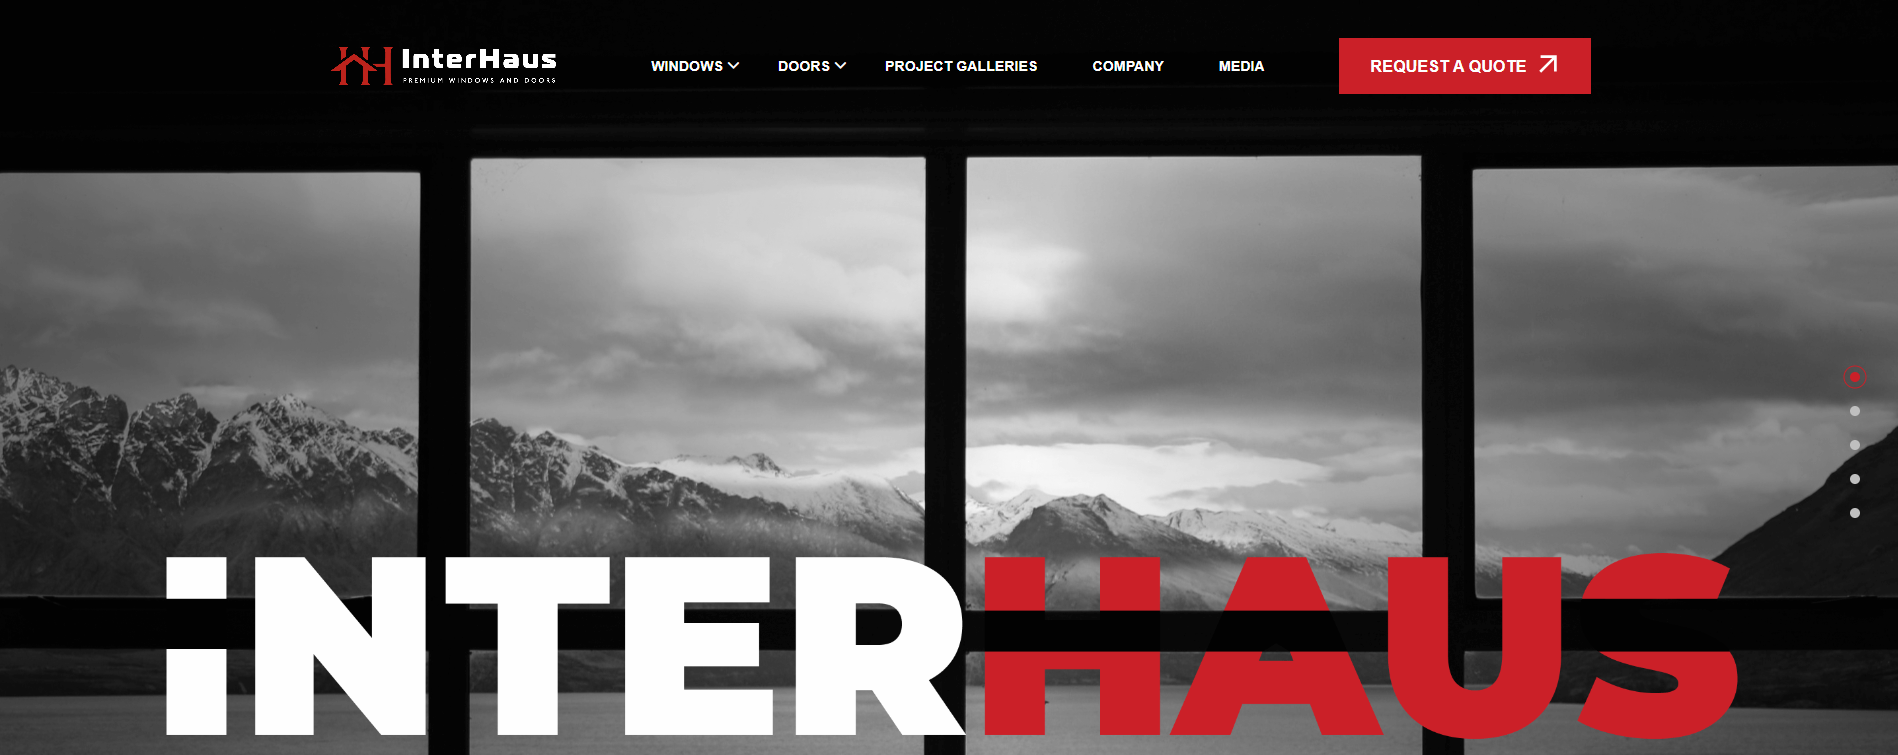 InterHaus
PREMIUM WINDOWS AND DOORS
WINDOWS
DOORS
PROJECT GALLERIES
COMPANY
MEDIA
REQUEST A QUOTE
iNTERHAUS